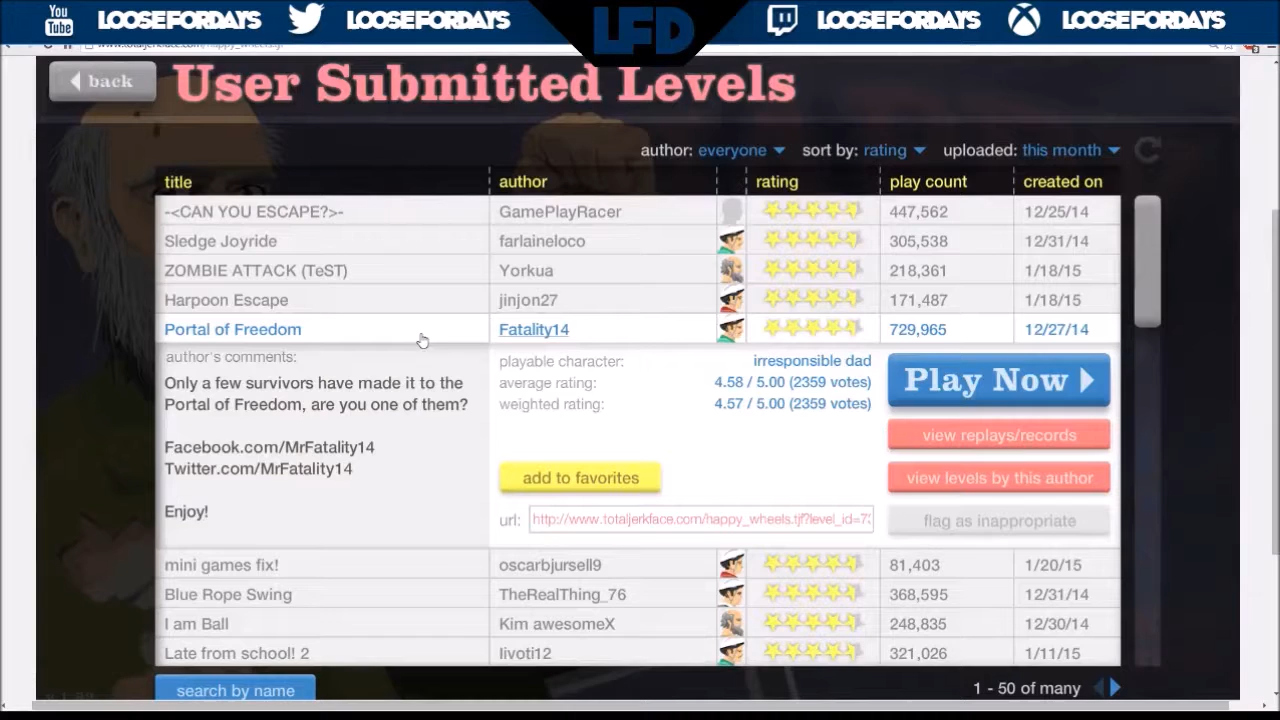 You Tube LOOSEFORDAYS LOOSEFORDAYS LFD LOOSEFORDAYS LOOSEFORDAYS
back User Submitted Levels
author: everyone sort by: rating uploaded: this month
title author rating play count created on
-<CAN YOU ESCAPE?>- GamePlayRacer 447,562 12/25/14
Sledge Joyride farlaineloco 305,538 12/31/14
ZOMBIE ATTACK (TeST) Yorkua 218,361 1/18/15
Harpoon Escape jinjon27 171,487 1/18/15
Portal of Freedom Fatality14 729,965 12/27/14
author's comments:
Only a few survivors have made it to the
Portal of Freedom, are you one of them?
Facebook.com/MrFatality14
Twitter.com/MrFatality14
Enjoy!
playable character: irresponsible dad
average rating: 4.58 / 5.00 (2359 votes)
weighted rating: 4.57 / 5.00 (2359 votes)
add to favorites
url: http://www.totaljerkface.com/happy_wheels.tjf?level_id=7
Play Now
view replays/records
view levels by this author
flag as inappropriate
mini games fix! oscarbjursell9 81,403 1/20/15
Blue Rope Swing TheRealThing_76 368,595 12/31/14
I am Ball Kim awesomeX 248,835 12/30/14
Late from school! 2 livoti12 321,026 1/11/15
search by name 1 - 50 of many